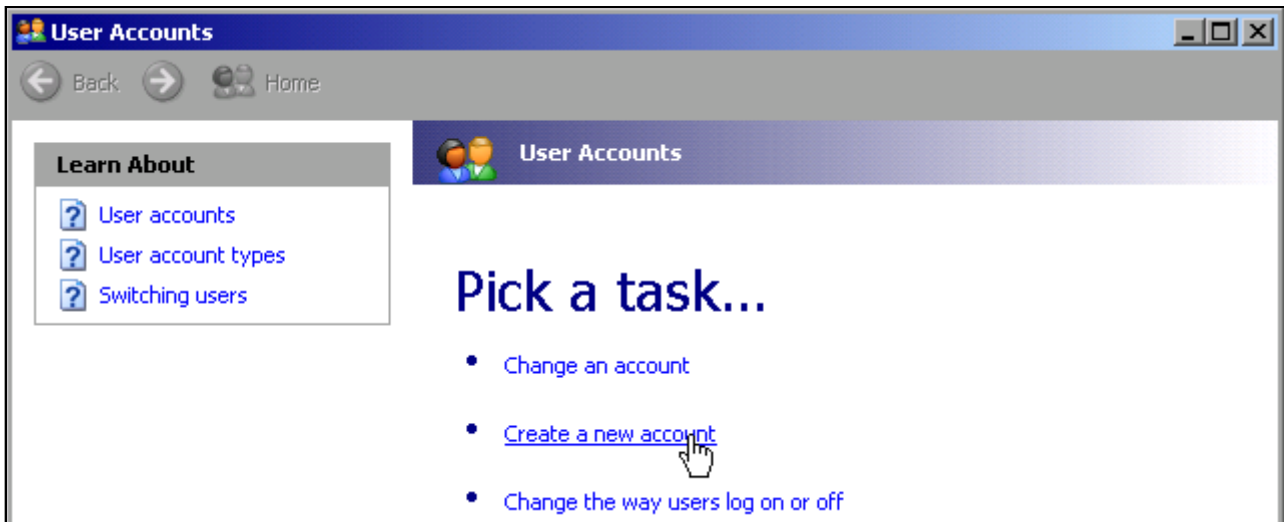 User Accounts
Back Home
Learn About
User accounts
User account types
Switching users
User Accounts
Pick a task...
Change an account
Create a new account
Change the way users log on or off